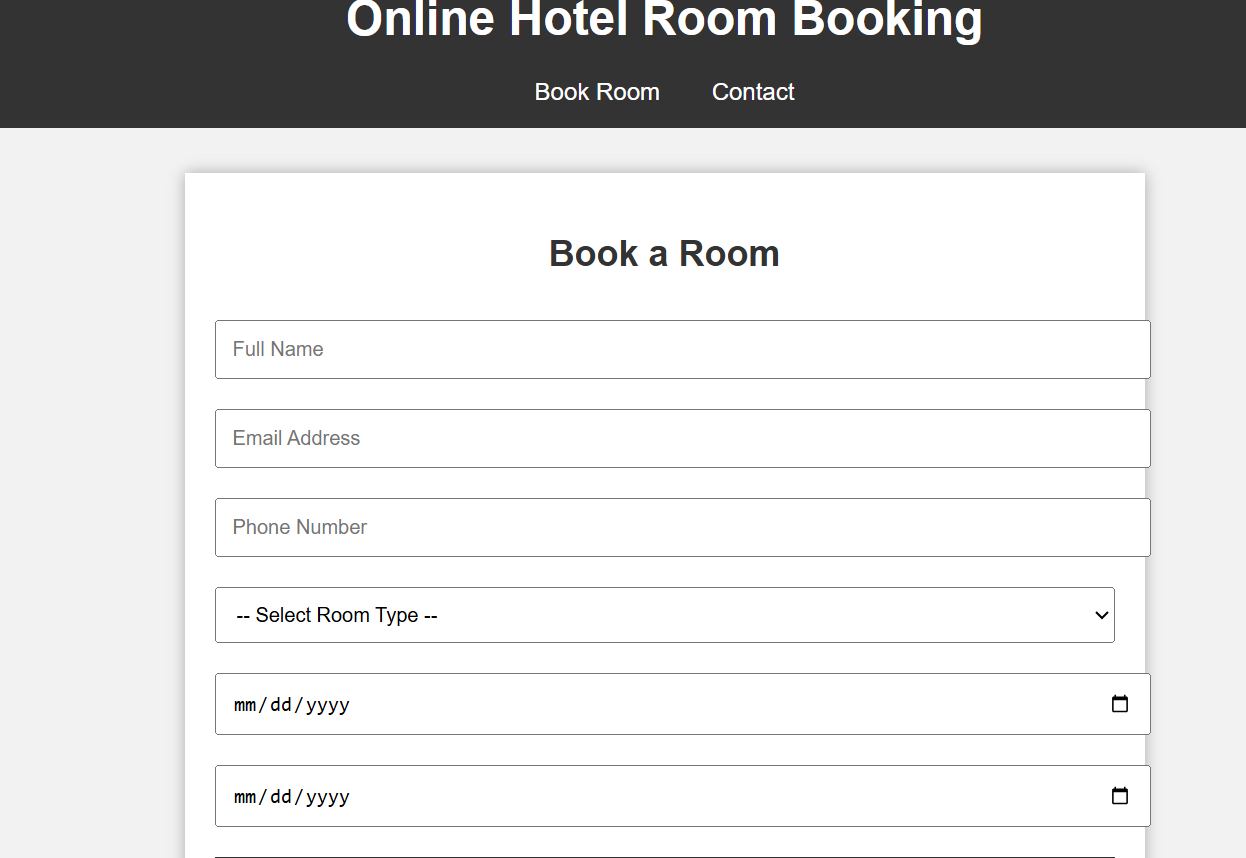 Online Hotel Room Booking
Book Room Contact
Book a Room
Full Name
Email Address
Phone Number
-- Select Room Type --
mm/dd/yyyy
mm/dd/yyyy